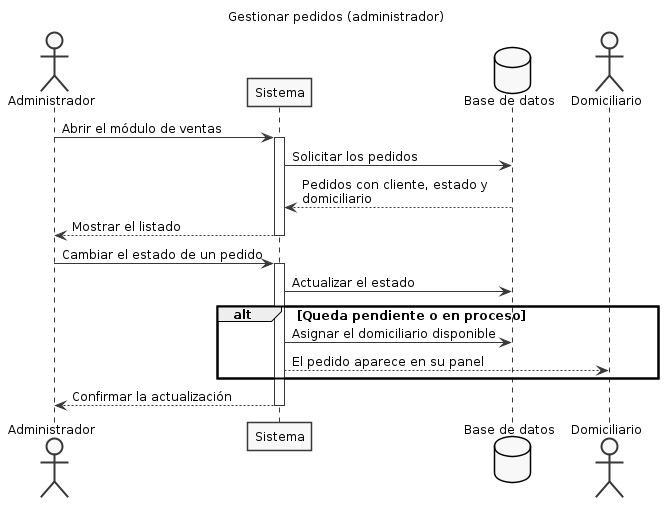 Gestionar pedidos (administrador)
Administrador
Sistema
Base de datos
Domiciliario
Abrir el módulo de ventas
Solicitar los pedidos
Pedidos con cliente, estado y
domiciliario
Mostrar el listado
Cambiar el estado de un pedido
Actualizar el estado
alt
[Queda pendiente o en proceso]
Asignar el domiciliario disponible
El pedido aparece en su panel
Confirmar la actualización
Administrador
Sistema
Base de datos
Domiciliario